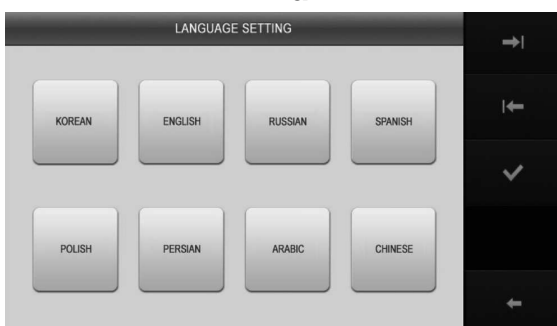 LANGUAGE SETTING
KOREAN ENGLISH RUSSIAN SPANISH
POLISH PERSIAN ARABIC CHINESE